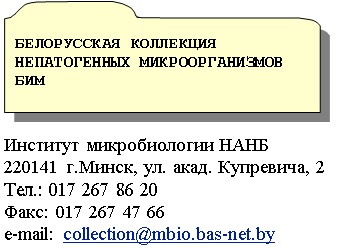 БЕЛОРУССКАЯ КОЛЛЕКЦИЯ
НЕПАТОГЕННЫХ МИКРООРГАНИЗМОВ
БИМ
Институт микробиологии НАНБ
220141 г.Минск, ул. акад. Купревича, 2
Тел.: 017 267 86 20
Факс: 017 267 47 66
e-mail: collection@mbio.bas-net.by